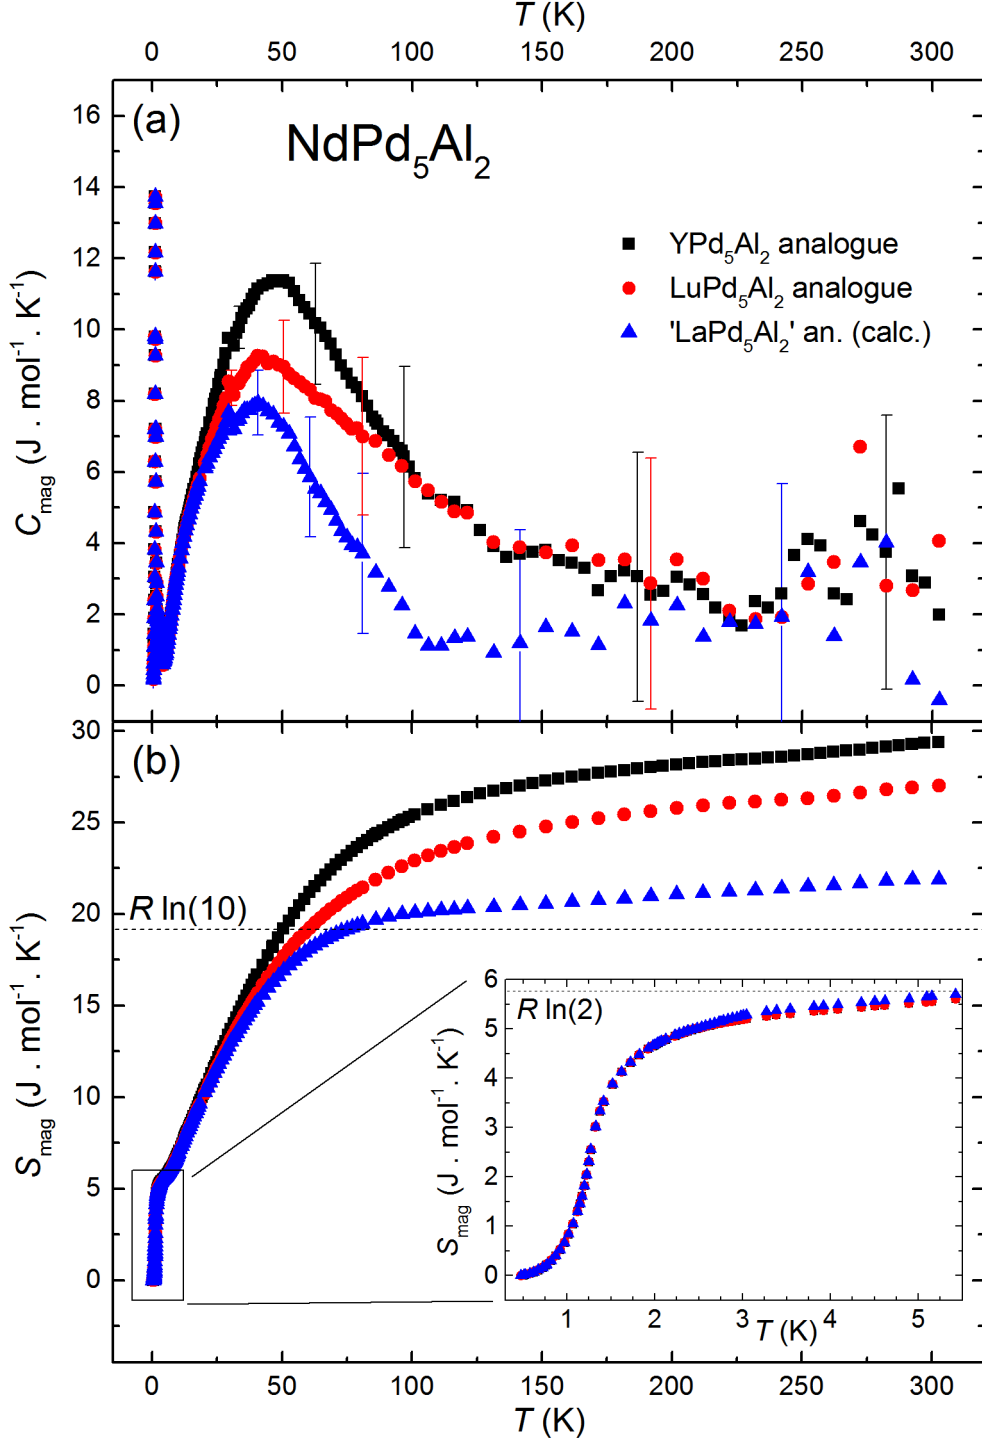 T (K)
0 50 100 150 200 250 300
(a)
NdPd5Al2
YPd5Al2 analogue
LuPd5Al2 analogue
'LaPd5Al2' an. (calc.)
16
14
12
10
8
6
4
2
0
Cmag (J . mol-1 . K-1)
(b)
30
25
20
15
10
5
0
Smag (J . mol-1 . K-1)
R ln(10)
6
5
4
3
2
1
0
R ln(2)
Smag (J . mol-1 . K-1)
1 2 3 4 5
T (K)
0 50 100 150 200 250 300
T (K)